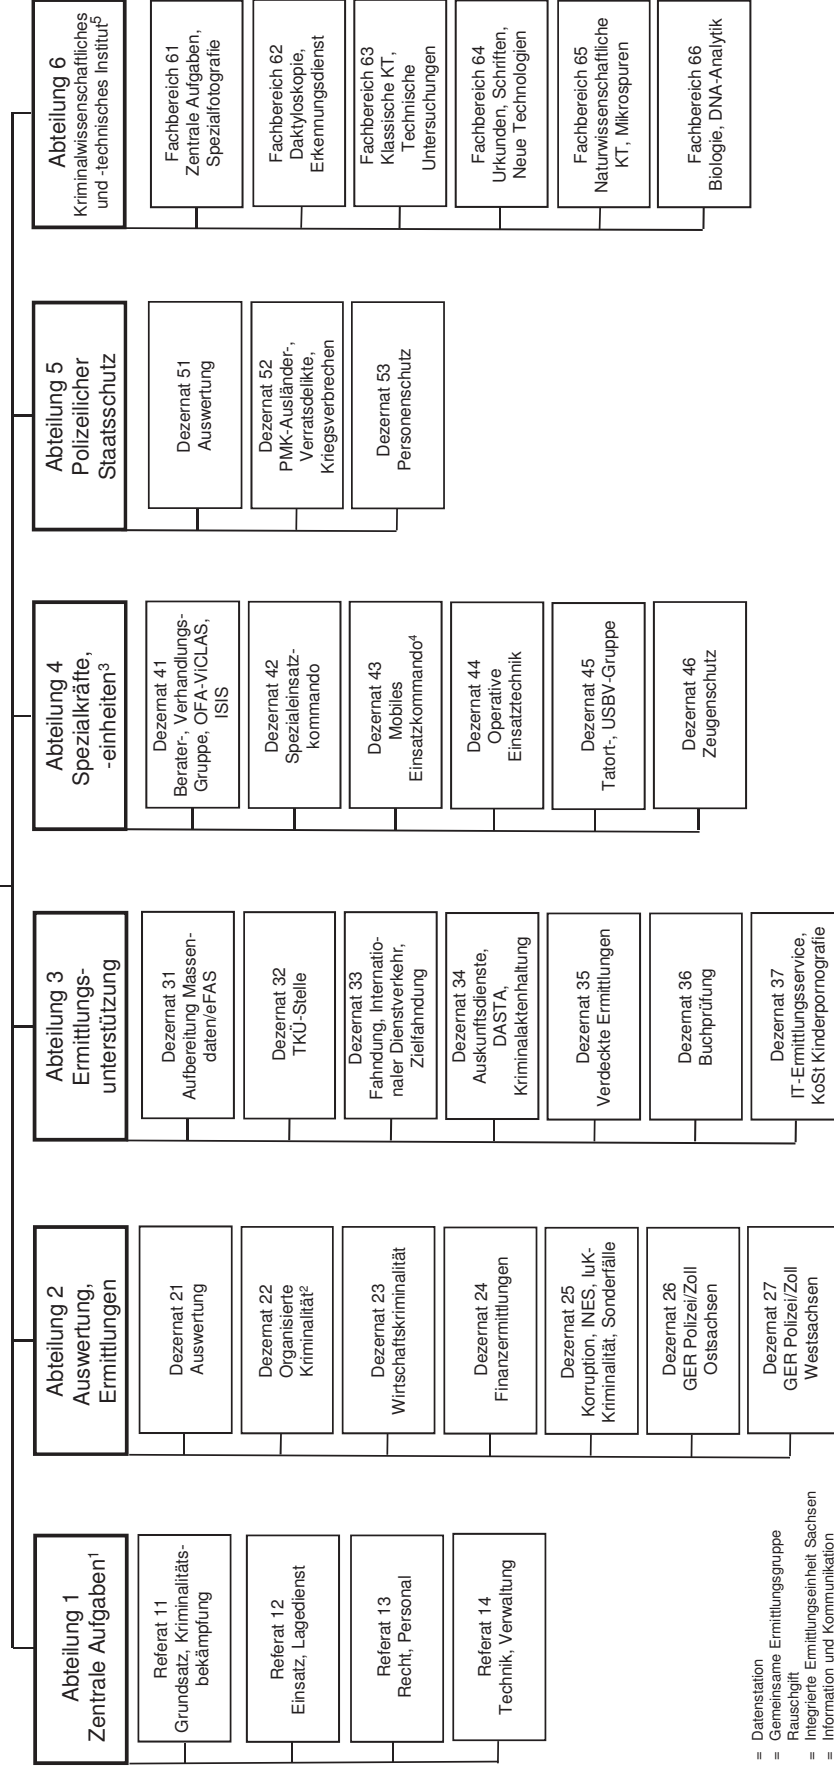 Abteilung 1
Zentrale Aufgaben¹
Referat 11
Grundsatz, Kriminalitäts-
bekämpfung
Referat 12
Einsatz, Lagedienst
Referat 13
Recht, Personal
Referat 14
Technik, Verwaltung
Abteilung 2
Auswertung,
Ermittlungen
Dezernat 21
Auswertung
Dezernat 22
Organisierte
Kriminalität²
Dezernat 23
Wirtschaftskriminalität
Dezernat 24
Finanzermittlungen
Dezernat 25
Korruption, INES, IuK-
Kriminalität, Sonderfälle
Dezernat 26
GER Polizei/Zoll
Ostsachsen
Dezernat 27
GER Polizei/Zoll
Westsachsen
Abteilung 3
Ermittlungs-
unterstützung
Dezernat 31
Aufbereitung Massen-
daten/eFAS
Dezernat 32
TKÜ-Stelle
Dezernat 33
Fahndung, Internatio-
naler Dienstverkehr,
Zielfahndung
Dezernat 34
Auskunftsdienste,
DASTA,
Kriminalaktenhaltung
Dezernat 35
Verdeckte Ermittlungen
Dezernat 36
Buchprüfung
Dezernat 37
IT-Ermittlungsservice,
KoSt Kinderpornografie
Abteilung 4
Spezialkräfte,
-einheiten³
Dezernat 41
Berater-, Verhandlungs-
Gruppe, OFA-ViCLAS,
ISIS
Dezernat 42
Spezialeinsatz-
kommando
Dezernat 43
Mobiles
Einsatzkommando⁴
Dezernat 44
Operative
Einsatztechnik
Dezernat 45
Tatort-, USBV-Gruppe
Dezernat 46
Zeugenschutz
Abteilung 5
Polizeilicher
Staatsschutz
Dezernat 51
Auswertung
Dezernat 52
PMK-Ausländer-,
Verratsdelikte,
Kriegsverbrechen
Dezernat 53
Personenschutz
Abteilung 6
Kriminalwissenschaftliches
und -technisches Institut⁵
Fachbereich 61
Zentrale Aufgaben,
Spezialfotografie
Fachbereich 62
Daktyloskopie,
Erkennungsdienst
Fachbereich 63
Klassische KT,
Technische
Untersuchungen
Fachbereich 64
Urkunden, Schriften,
Neue Technologien
Fachbereich 65
Naturwissenschaftliche
KT, Mikrospuren
Fachbereich 66
Biologie, DNA-Analytik
= Datenstation
= Gemeinsame Ermittlungsgruppe
Rauschgift
= Integrierte Ermittlungseinheit Sachsen
= Information und Kommunikation